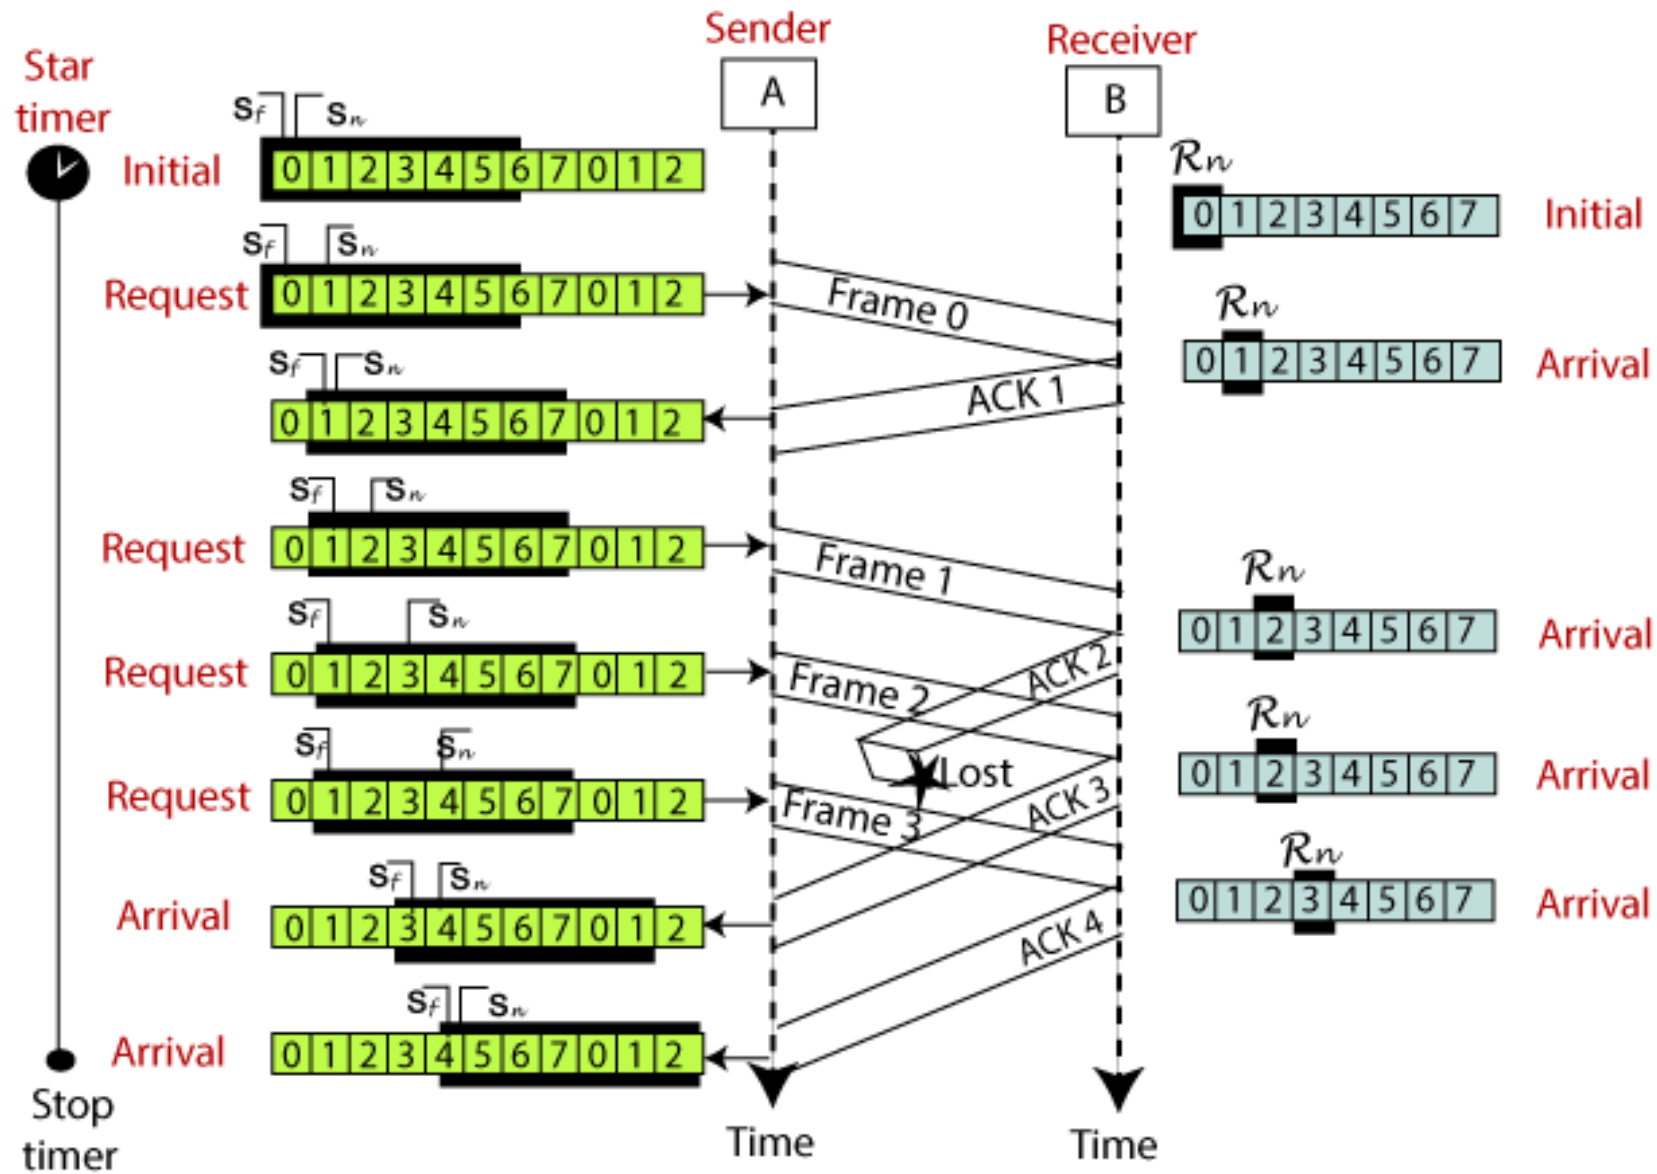 Sender
Receiver
Star
timer
A
B
Sf Sn
Initial
0 1 2 3 4 5 6 7 0 1 2
Rn
0 1 2 3 4 5 6 7
Initial
Sf Sn
Request
0 1 2 3 4 5 6 7 0 1 2
Frame 0
Rn
0 1 2 3 4 5 6 7
Arrival
Sf Sn
0 1 2 3 4 5 6 7 0 1 2
ACK 1
Sf Sn
Request
0 1 2 3 4 5 6 7 0 1 2
Frame 1
Rn
0 1 2 3 4 5 6 7
Arrival
Sf Sn
Request
0 1 2 3 4 5 6 7 0 1 2
Frame 2
ACK 2
Rn
0 1 2 3 4 5 6 7
Arrival
Sf Sn
Request
0 1 2 3 4 5 6 7 0 1 2
Lost
Frame 3
ACK 3
Rn
0 1 2 3 4 5 6 7
Arrival
Sf Sn
Arrival
0 1 2 3 4 5 6 7 0 1 2
ACK 4
Sf Sn
Arrival
0 1 2 3 4 5 6 7 0 1 2
Stop
timer
Time
Time